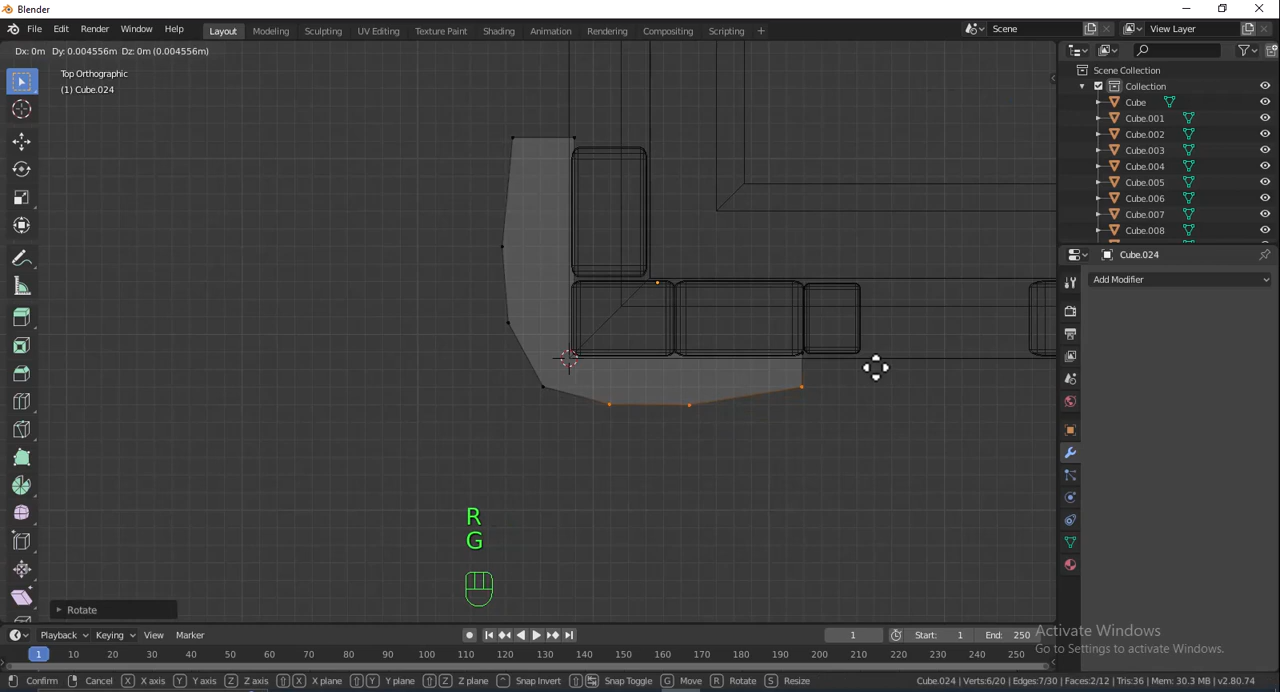 Blender
File Edit Render Window Help
Layout Modeling Sculpting UV Editing Texture Paint Shading Animation Rendering Compositing Scripting +
Scene
View Layer
Dx: 0m Dy: 0.004556m Dz: 0m (0.004556m)
Top Orthographic
(1) Cube.024
Scene Collection
Collection
Cube
Cube.001
Cube.002
Cube.003
Cube.004
Cube.005
Cube.006
Cube.007
Cube.008
Cube.024
Add Modifier
R
G
Rotate
Playback Keying View Marker
1
Start: 1
End: 250
1 10 20 30 40 50 60 70 80 90 100 110 120 130 140 150 160 170 180 190 200 210 220 230 240 250
Activate Windows
Go to Settings to activate Windows.
Confirm Cancel X X axis Y Y axis Z Z axis X X plane Y Y plane Z Z plane Snap Invert Snap Toggle G Move R Rotate S Resize
Cube.024 | Verts:6/20 | Edges:7/30 | Faces:2/12 | Tris:36 | Mem: 30.3 MB | v2.80.74